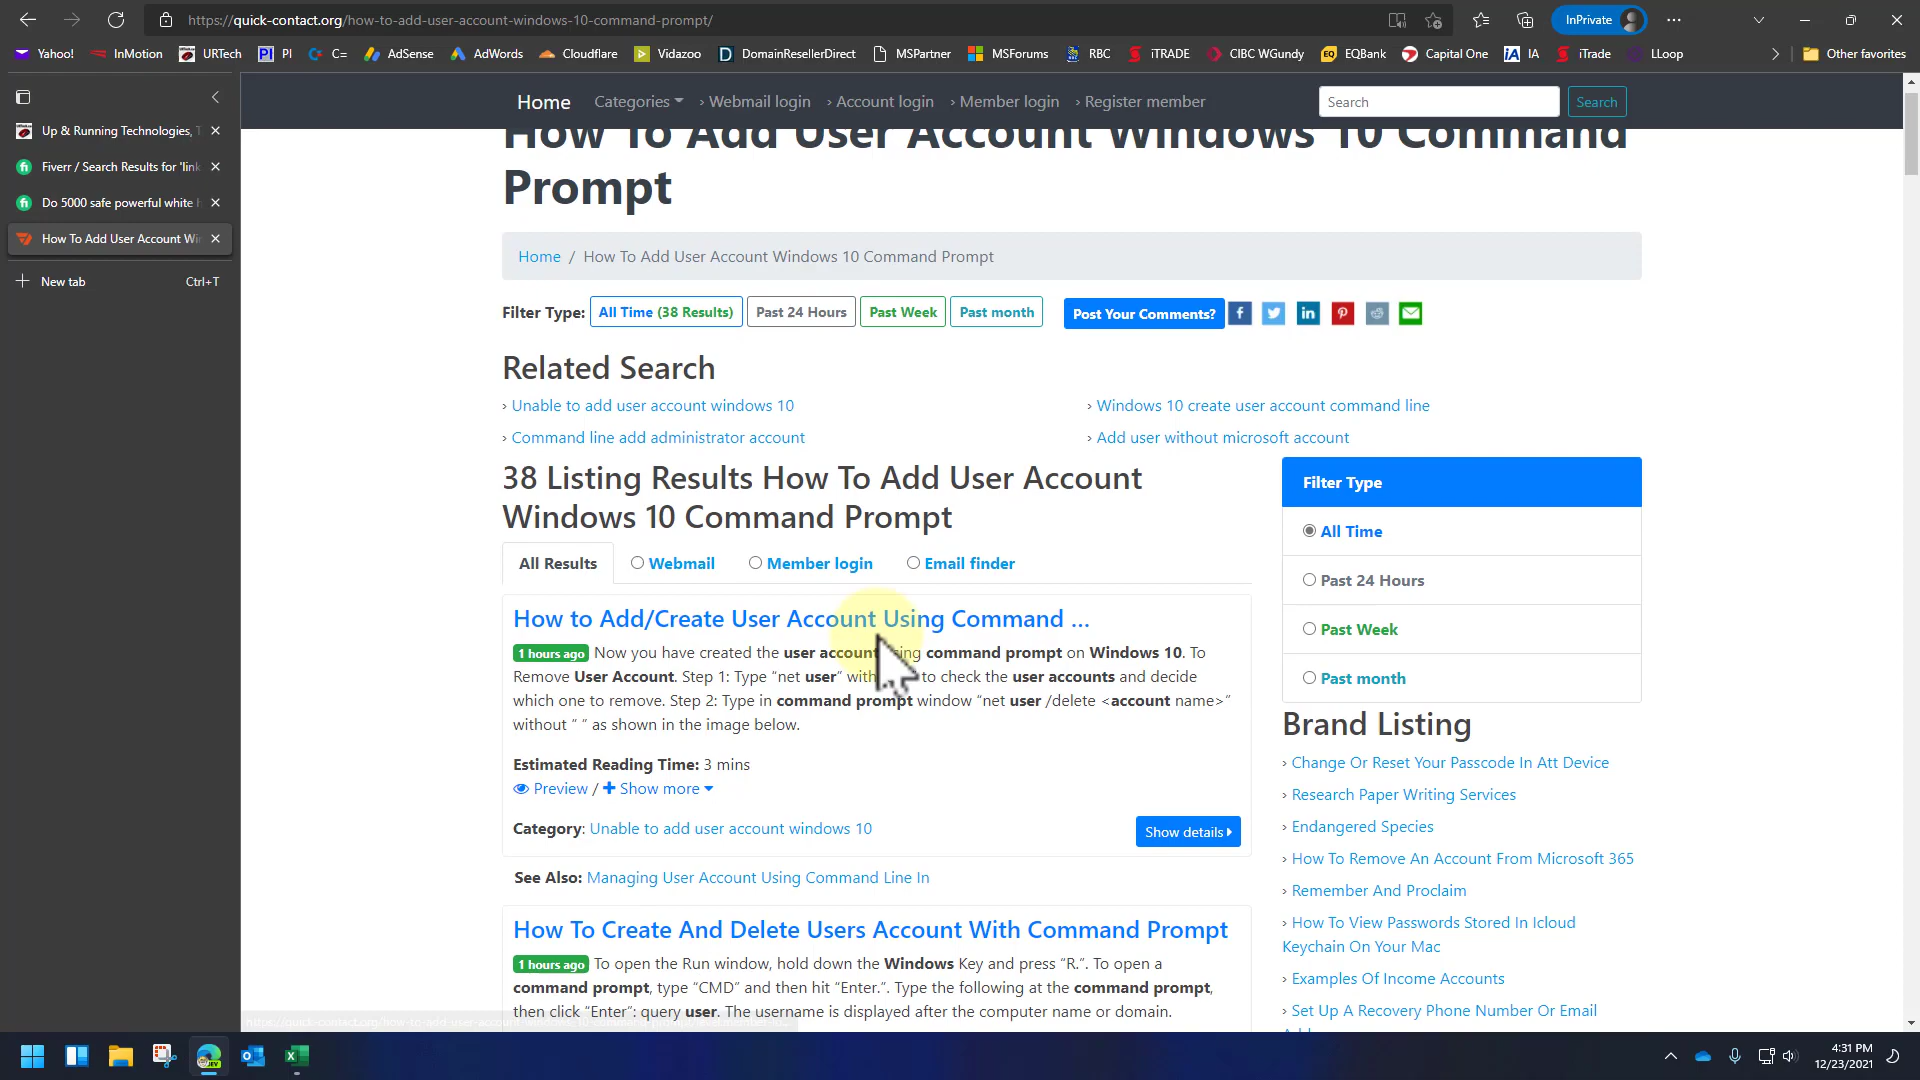 https://quick-contact.org/how-to-add-user-account-windows-10-command-prompt/
InPrivate
Yahoo!
InMotion
URTech
PI
C=
AdSense
AdWords
Cloudflare
Vidazoo
DomainResellerDirect
MSPartner
MSForums
RBC
iTRADE
CIBC WGundy
EQBank
Capital One
IA
iTrade
LLoop
Other favorites
Up & Running Technologies, T
Fiverr / Search Results for 'link
Do 5000 safe powerful white h
How To Add User Account Win
New tab Ctrl+T
Home Categories › Webmail login › Account login › Member login › Register member Search Search
How To Add User Account Windows 10 Command
Prompt
Home / How To Add User Account Windows 10 Command Prompt
Filter Type: All Time (38 Results) Past 24 Hours Past Week Past month Post Your Comments?
Related Search
› Unable to add user account windows 10
› Windows 10 create user account command line
› Command line add administrator account
› Add user without microsoft account
38 Listing Results How To Add User Account
Windows 10 Command Prompt
All Results Webmail Member login Email finder
How to Add/Create User Account Using Command ...
1 hours ago Now you have created the user account using command prompt on Windows 10. To
Remove User Account. Step 1: Type “net user” with to check the user accounts and decide
which one to remove. Step 2: Type in command prompt window “net user /delete <account name>”
without “ “ as shown in the image below.
Estimated Reading Time: 3 mins
Preview / Show more
Category: Unable to add user account windows 10
Show details
See Also: Managing User Account Using Command Line In
How To Create And Delete Users Account With Command Prompt
1 hours ago To open the Run window, hold down the Windows Key and press “R.”. To open a
command prompt, type “CMD” and then hit “Enter.”. Type the following at the command prompt,
then click “Enter”: query user. The username is displayed after the computer name or domain.
Filter Type
All Time
Past 24 Hours
Past Week
Past month
Brand Listing
› Change Or Reset Your Passcode In Att Device
› Research Paper Writing Services
› Endangered Species
› How To Remove An Account From Microsoft 365
› Remember And Proclaim
› How To View Passwords Stored In Icloud
Keychain On Your Mac
› Examples Of Income Accounts
› Set Up A Recovery Phone Number Or Email
4:31 PM
12/23/2021